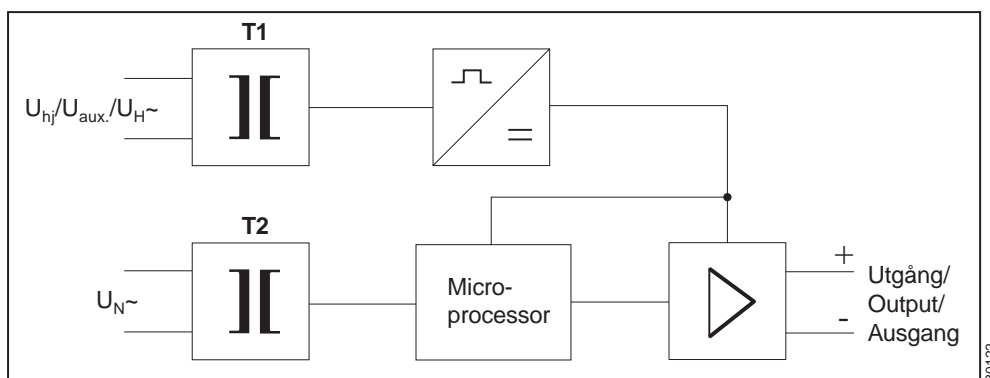 T1
U_hj/U_aux./U_H~
T2
U_N~
Micro-
processor
+
-
Utgång/
Output/
Ausgang